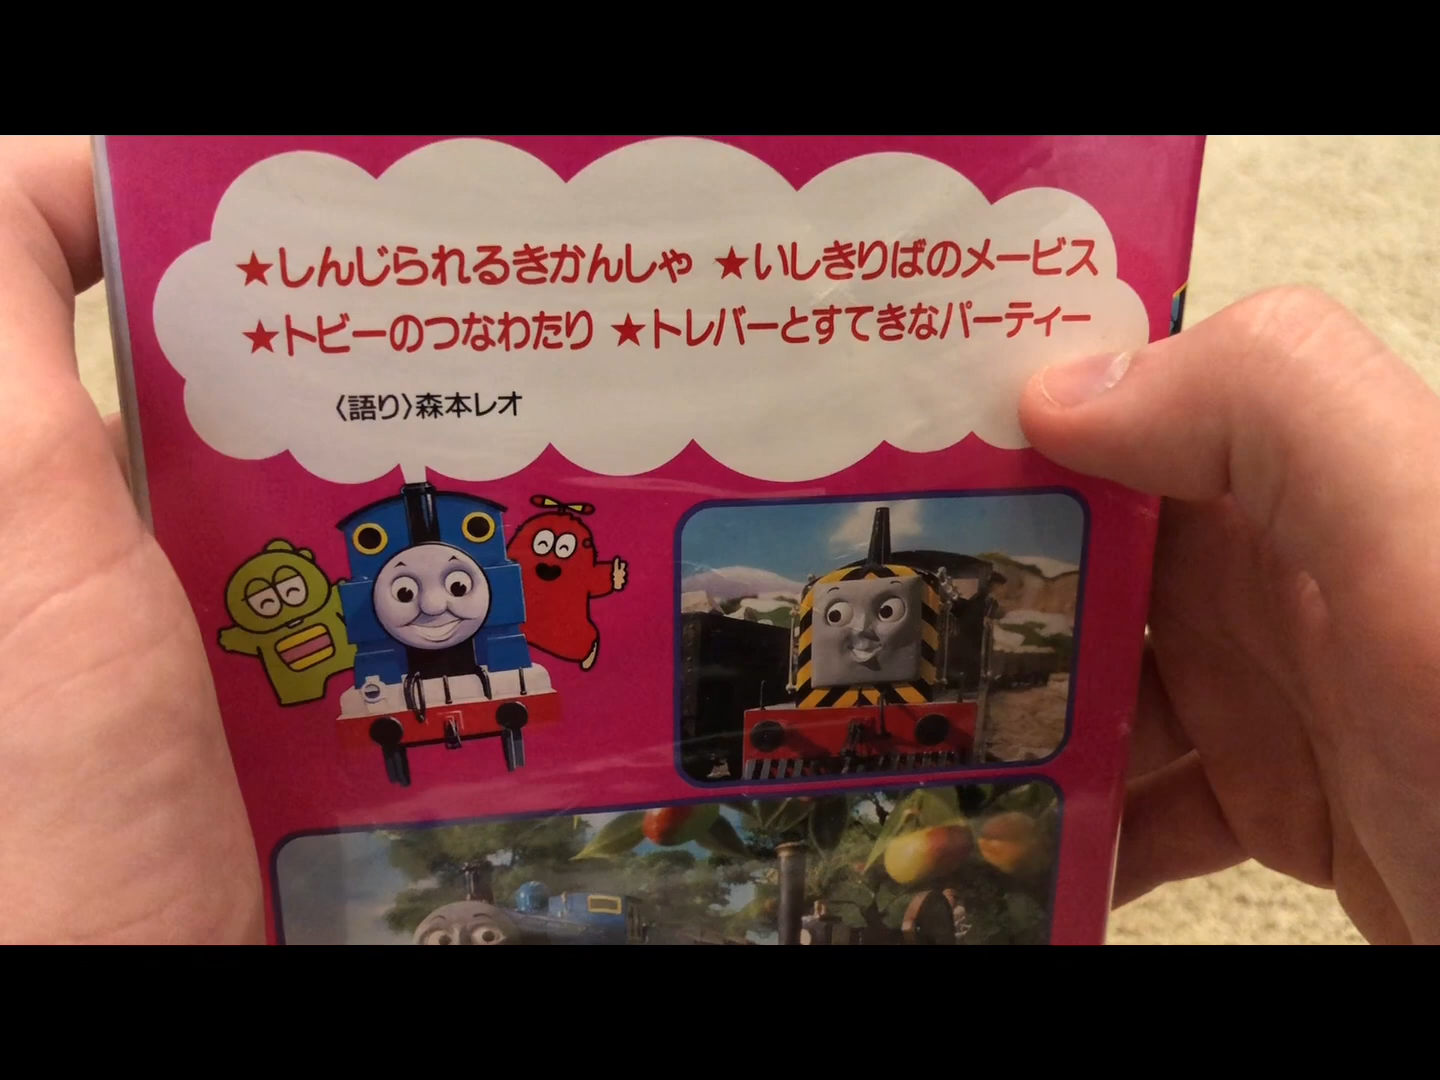 ★しんじられるきかんしゃ ★いしきりばのメービス
★トビーのつなわたり ★トレバーとすてきなパーティー
〈語り〉森本レオ